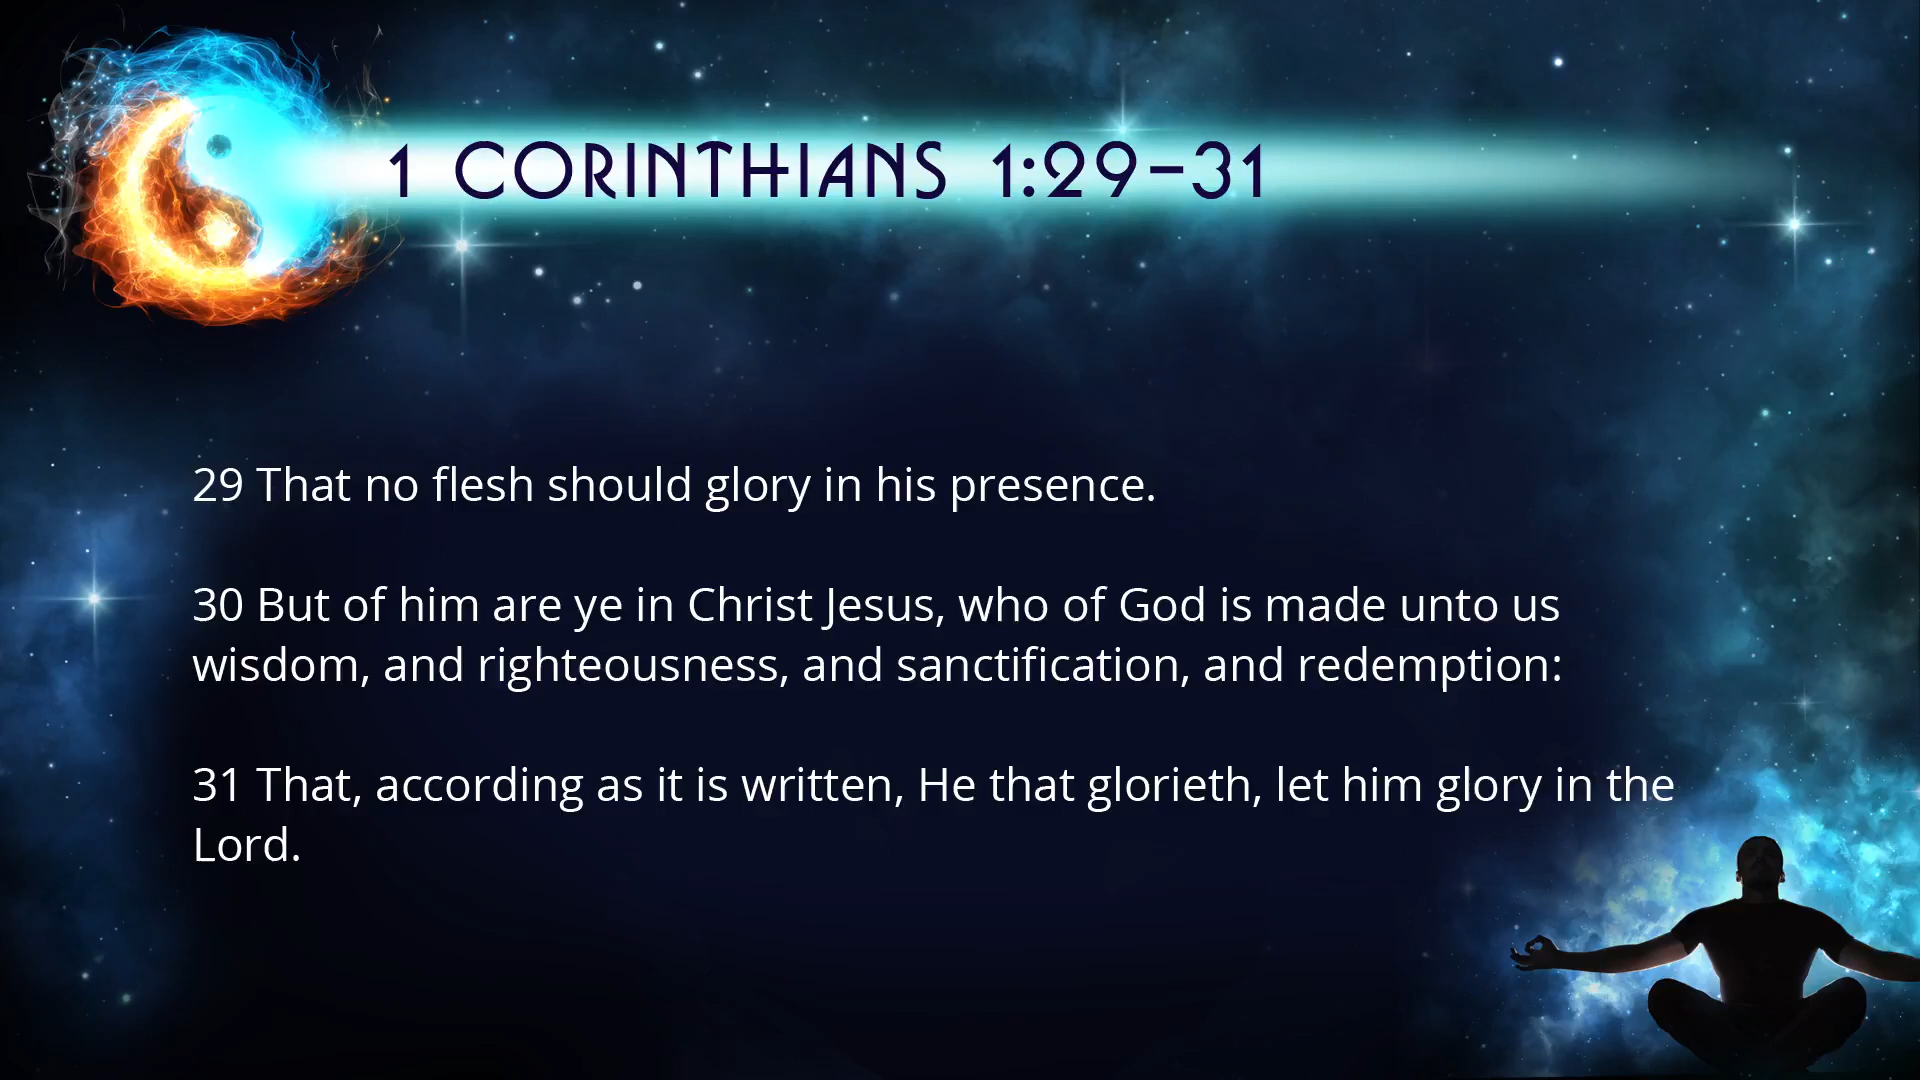 1 CORINTHIANS 1:29-31
29 That no flesh should glory in his presence.
30 But of him are ye in Christ Jesus, who of God is made unto us
wisdom, and righteousness, and sanctification, and redemption:
31 That, according as it is written, He that glorieth, let him glory in the
Lord.